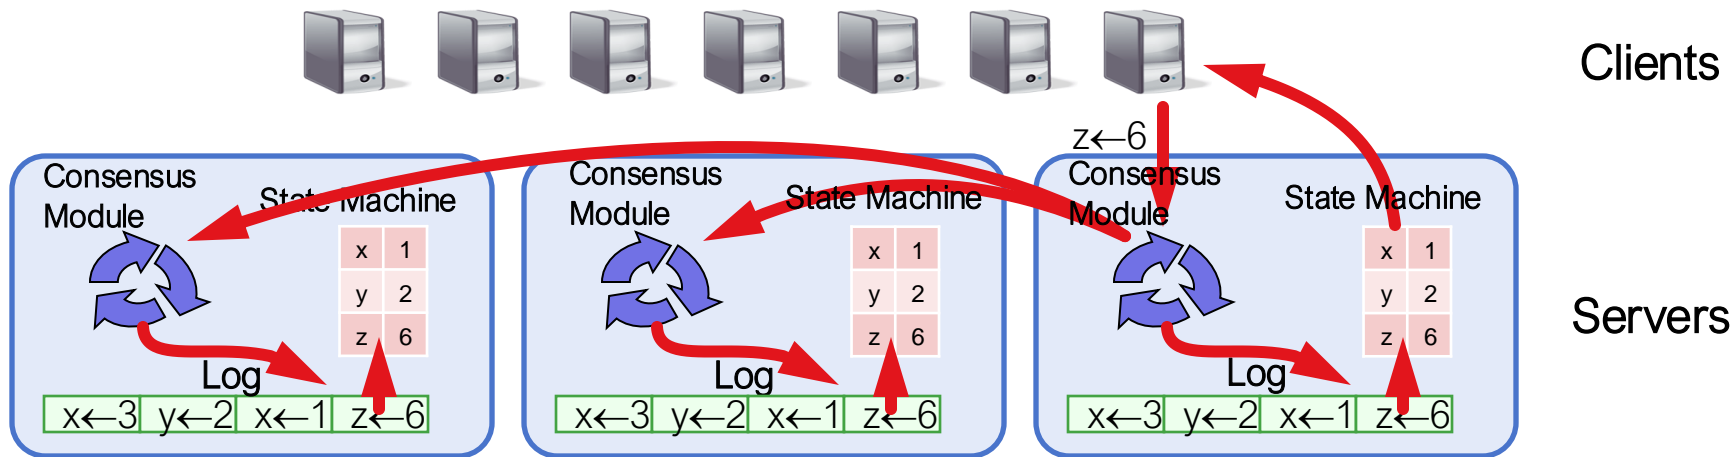 Clients
z←6
Consensus
Module
State Machine
x 1
y 2
z 6
Log
x←3 y←2 x←1 z←6
Consensus
Module
State Machine
x 1
y 2
z 6
Log
x←3 y←2 x←1 z←6
Consensus
Module
State Machine
x 1
y 2
z 6
Log
x←3 y←2 x←1 z←6
Servers